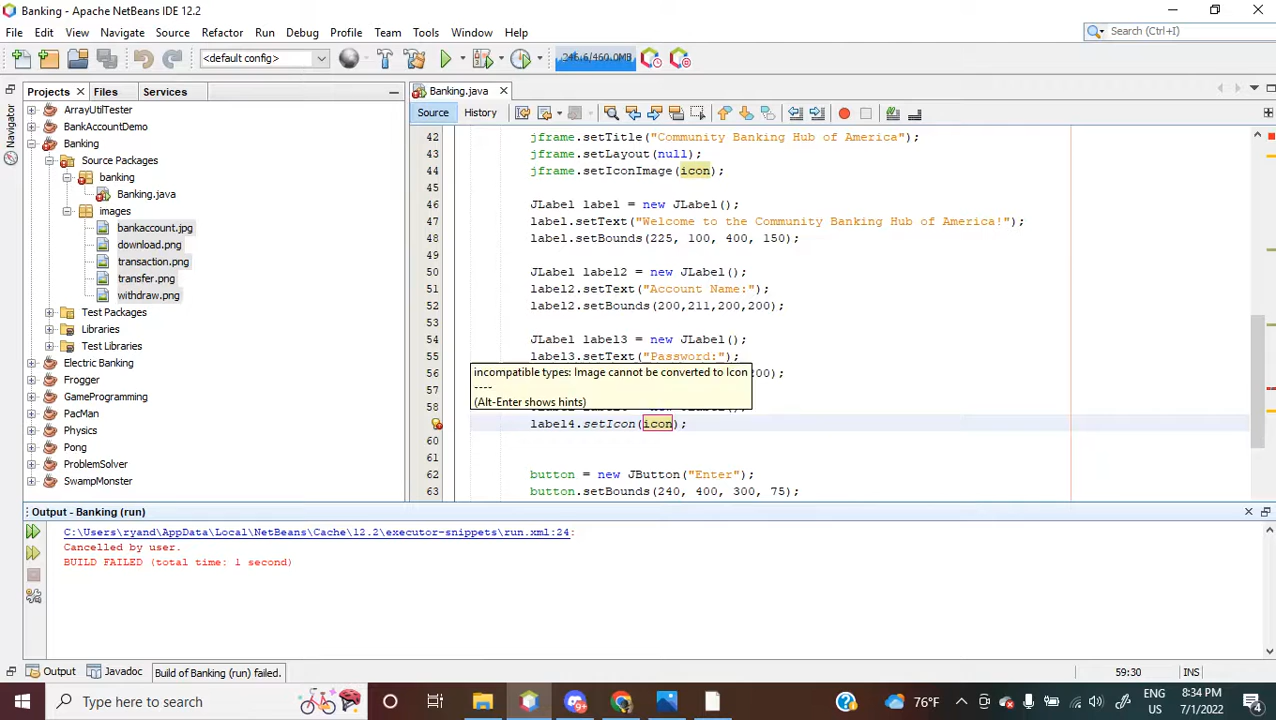 Banking - Apache NetBeans IDE 12.2
File Edit View Navigate Source Refactor Run Debug Profile Team Tools Window Help
Search (Ctrl+I)
<default config>
246.6/460.0MB
Projects Files Services
Banking.java
Navigator
Source History
ArrayUtilTester
BankAccountDemo
Banking
Source Packages
banking
Banking.java
images
bankaccount.jpg
download.png
transaction.png
transfer.png
withdraw.png
Test Packages
Libraries
Test Libraries
Electric Banking
Frogger
GameProgramming
PacMan
Physics
Pong
ProblemSolver
SwampMonster
42 jframe.setTitle("Community Banking Hub of America");
43 jframe.setLayout(null);
44 jframe.setIconImage(icon);
45
46 JLabel label = new JLabel();
47 label.setText("Welcome to the Community Banking Hub of America!");
48 label.setBounds(225, 100, 400, 150);
49
50 JLabel label2 = new JLabel();
51 label2.setText("Account Name:");
52 label2.setBounds(200,211,200,200);
53
54 JLabel label3 = new JLabel();
55 label3.setText("Password:");
56 200);
57
58
label4.setIcon(icon);
60
61
62 button = new JButton("Enter");
63 button.setBounds(240, 400, 300, 75);
incompatible types: Image cannot be converted to Icon
----
(Alt-Enter shows hints)
Output - Banking (run)
C:\Users\ryand\AppData\Local\NetBeans\Cache\12.2\executor-snippets\run.xml:24:
Cancelled by user.
BUILD FAILED (total time: 1 second)
Output Javadoc Build of Banking (run) failed.
59:30 INS
Type here to search
9+
76°F
ENG
INS
8:34 PM
7/1/2022
4